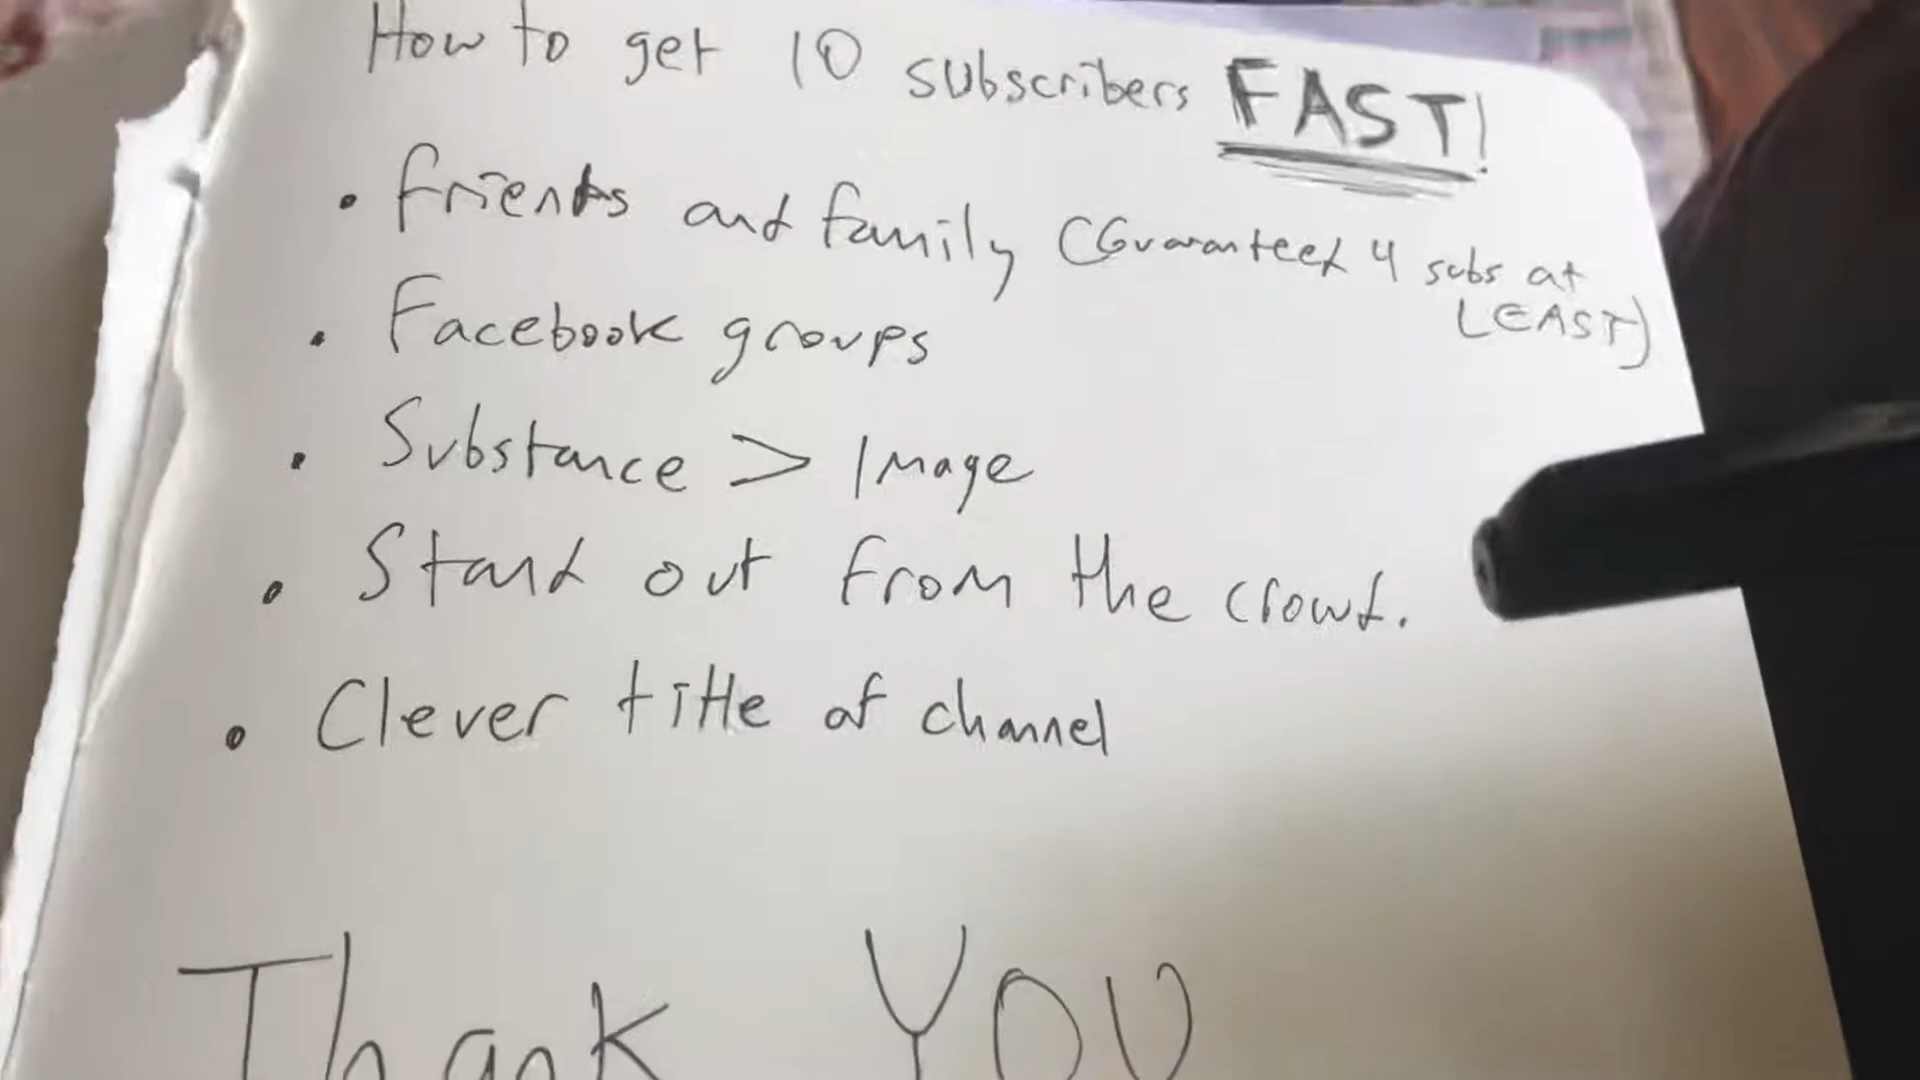 How to get 10 subscribers FAST!
• friends and family (Guaranteed 4 subs at
LEAST)
• Facebook groups
• Substance > Image
• Stand out from the crowd.
• Clever title of channel
Thank YOU